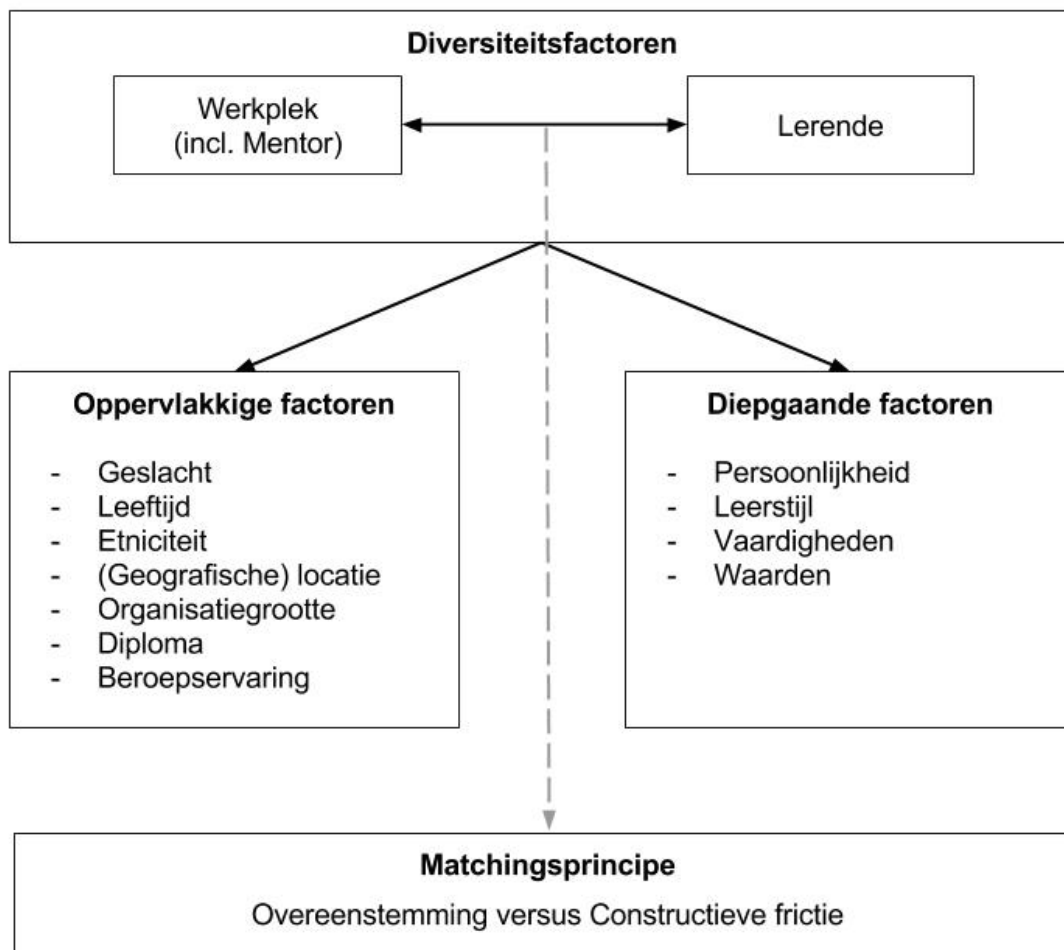 Diversiteitsfactoren
Werkplek
(incl. Mentor)
Lerende
Oppervlakkige factoren
- Geslacht
- Leeftijd
- Etniciteit
- (Geografische) locatie
- Organisatiegrootte
- Diploma
- Beroepservaring
Diepgaande factoren
- Persoonlijkheid
- Leerstijl
- Vaardigheden
- Waarden
Matchingsprincipe
Overeenstemming versus Constructieve frictie